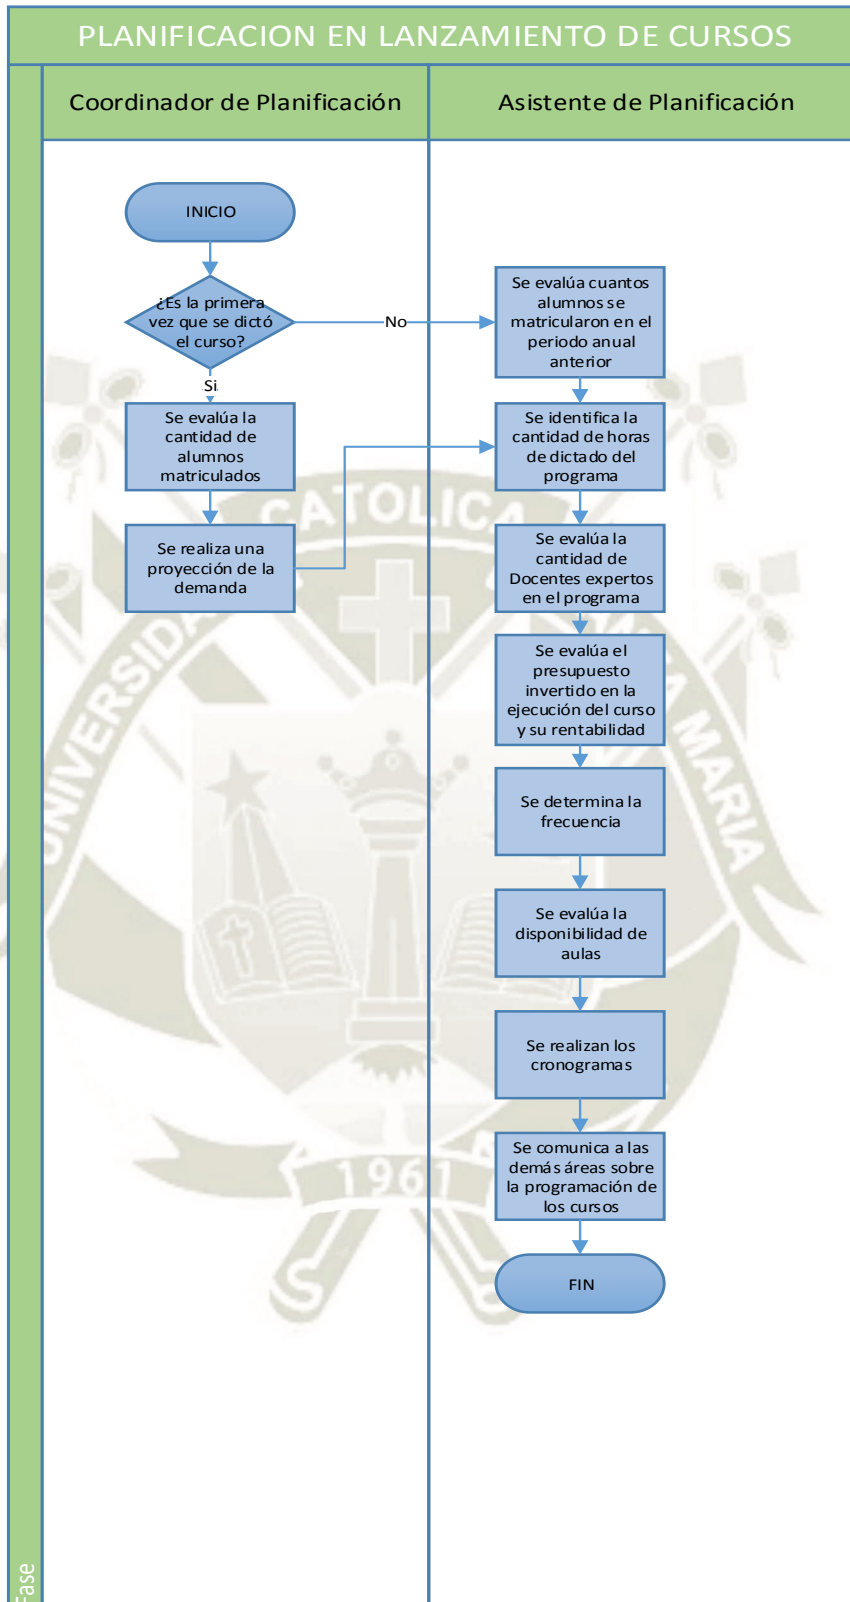 PLANIFICACION EN LANZAMIENTO DE CURSOS
Coordinador de Planificación
Asistente de Planificación
INICIO
¿Es la primera
vez que se dictó
el curso?
No
Si
Se evalúa cuantos
alumnos se
matricularon en el
periodo anual
anterior
Se evalúa la
cantidad de
alumnos
matriculados
Se identifica la
cantidad de horas
de dictado del
programa
Se realiza una
proyección de la
demanda
Se evalúa la
cantidad de
Docentes expertos
en el programa
Se evalúa el
presupuesto
invertido en la
ejecución del curso
y su rentabilidad
Se determina la
frecuencia
Se evalúa la
disponibilidad de
aulas
Se realizan los
cronogramas
Se comunica a las
demás áreas sobre
la programación de
los cursos
FIN
Fase
CATOLICA
MARIA
1961